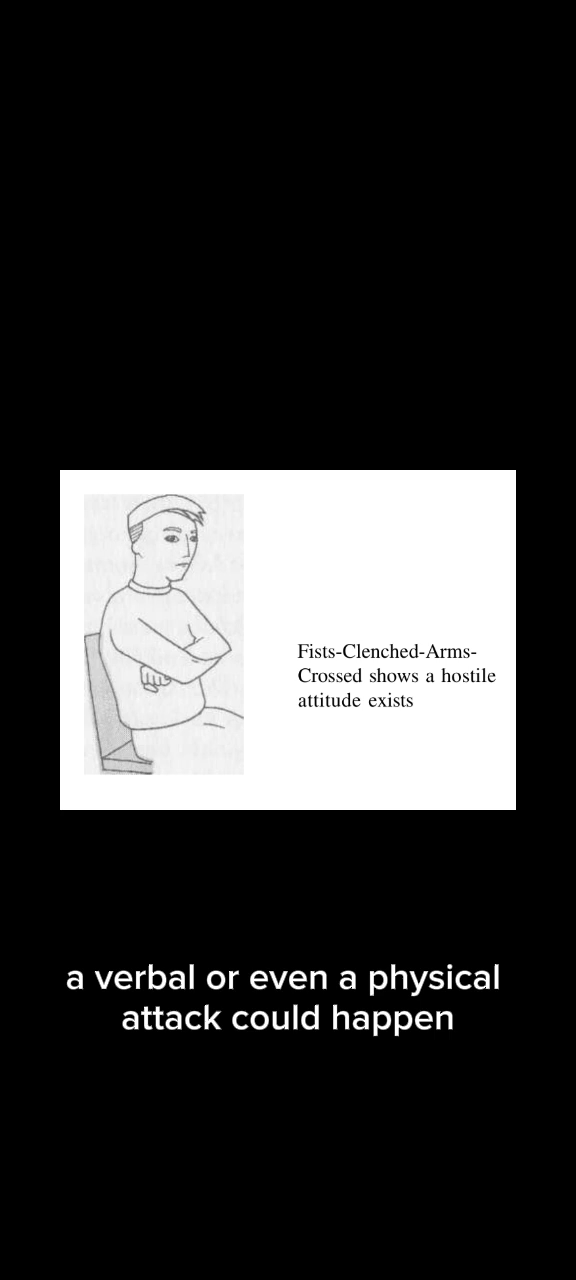 Fists-Clenched-Arms-
Crossed shows a hostile
attitude exists
a verbal or even a physical
attack could happen